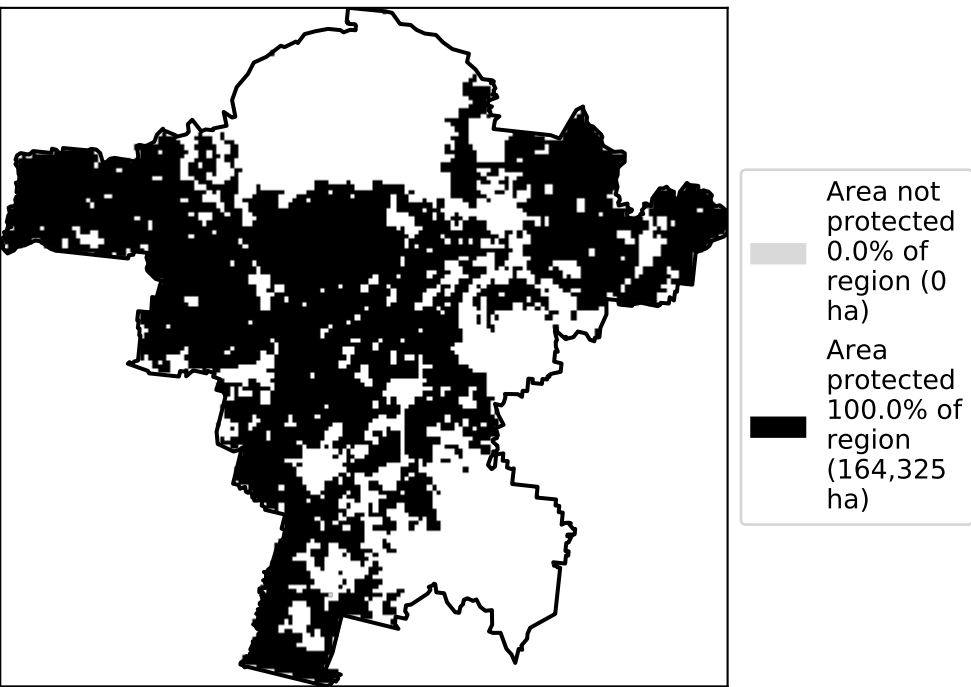 Area not
protected
0.0% of
region (0
ha)
Area
protected
100.0% of
region
(164,325
ha)